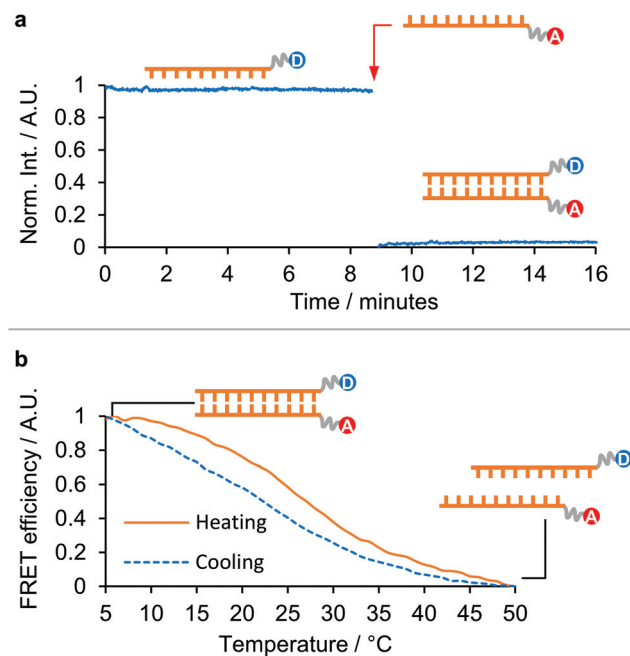 a
D
A
Norm. Int. / A.U.
1
0.8
0.6
0.4
0.2
0
D
A
0 2 4 6 8 10 12 14 16
Time / minutes
b
FRET efficiency / A.U.
1
0.8
0.6
0.4
0.2
0
D
A
D
A
Heating
Cooling
5 10 15 20 25 30 35 40 45 50
Temperature / °C